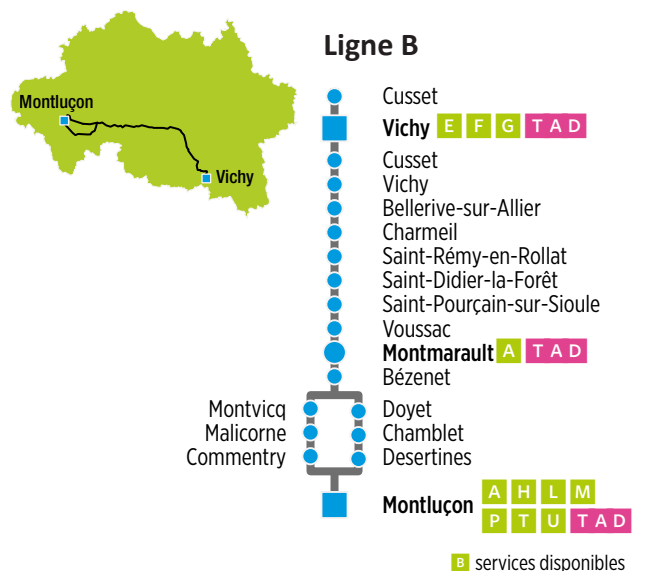 Ligne B
Montluçon
Vichy
Cusset
Vichy E F G TAD
Cusset
Vichy
Bellerive-sur-Allier
Charmeil
Saint-Rémy-en-Rollat
Saint-Didier-la-Forêt
Saint-Pourçain-sur-Sioule
Voussac
Montmarault A TAD
Bézenet
Montvicq Doyet
Malicorne Chamblet
Commentry Desertines
Montluçon A H L M
P T U TAD
B services disponibles